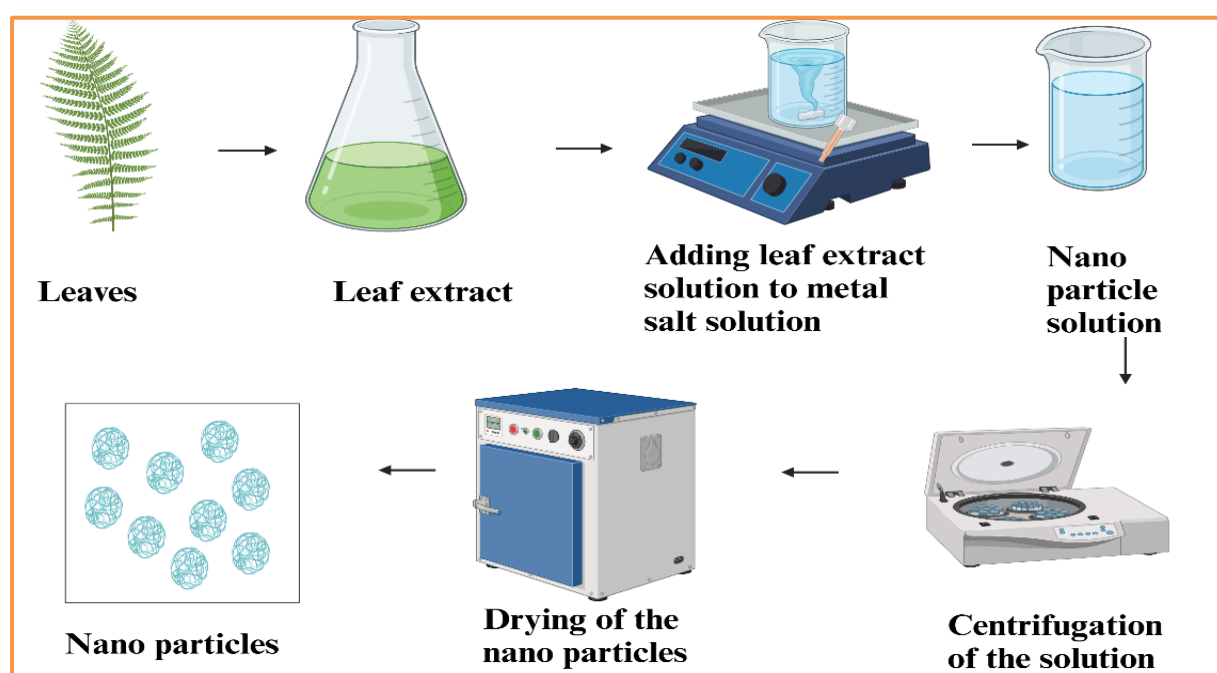 Leaves
Leaf extract
Adding leaf extract
solution to metal
salt solution
Nano
particle
solution
Nano particles
Drying of the
nano particles
Centrifugation
of the solution